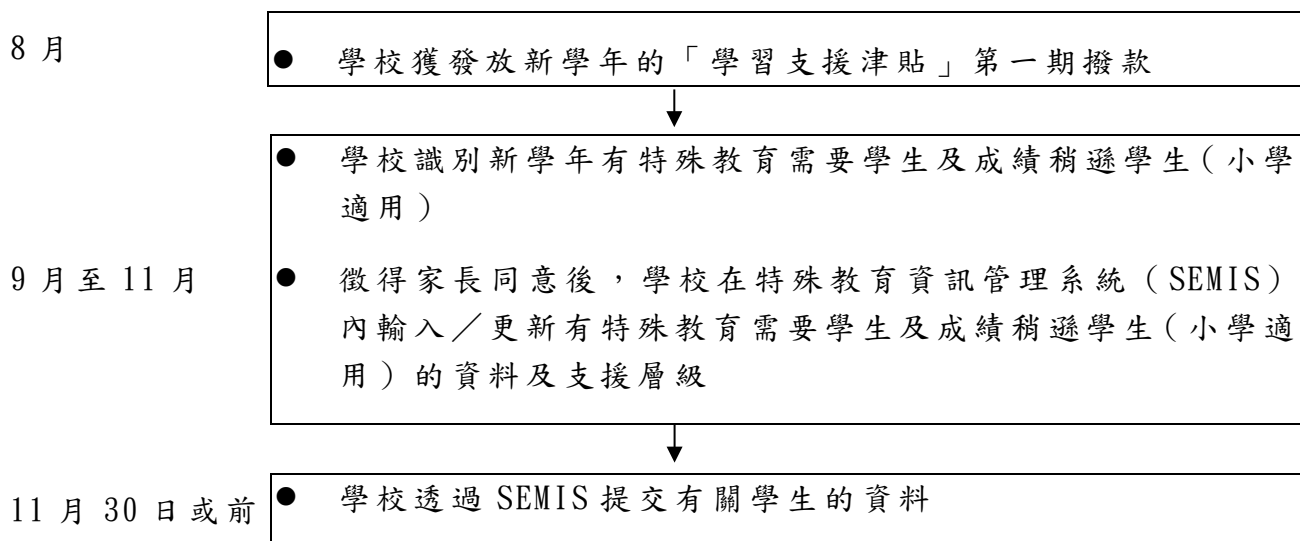 8 月
● 學校獲發放新學年的「學習支援津貼」第一期撥款
● 學校識別新學年有特殊教育需要學生及成績稍遜學生（小學
適用）
9 月至 11 月
● 徵得家長同意後，學校在特殊教育資訊管理系統（SEMIS）
內輸入／更新有特殊教育需要學生及成績稍遜學生（小學適
用）的資料及支援層級
11 月 30 日或前
● 學校透過 SEMIS 提交有關學生的資料